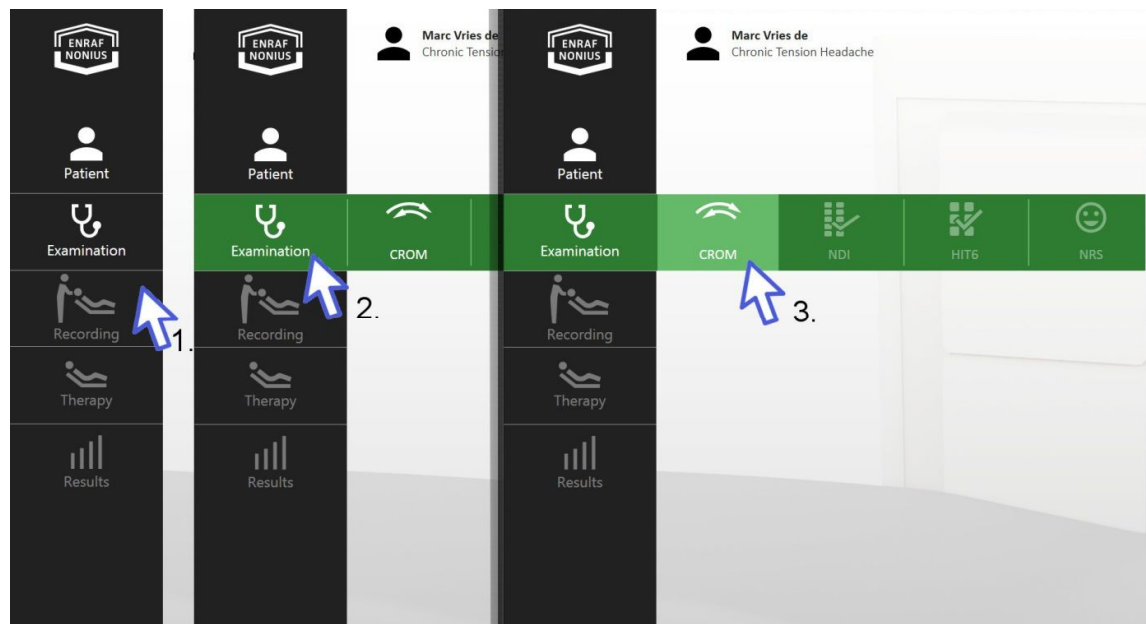 ENRAF
NONIUS
Patient
Examination
Recording
Therapy
Results
1.
ENRAF
NONIUS
Marc Vries de
Chronic Tension
Patient
Examination
CROM
Recording
Therapy
Results
2.
ENRAF
NONIUS
Marc Vries de
Chronic Tension Headache
Patient
Examination
CROM
NDI
HIT6
NRS
Recording
Therapy
Results
3.